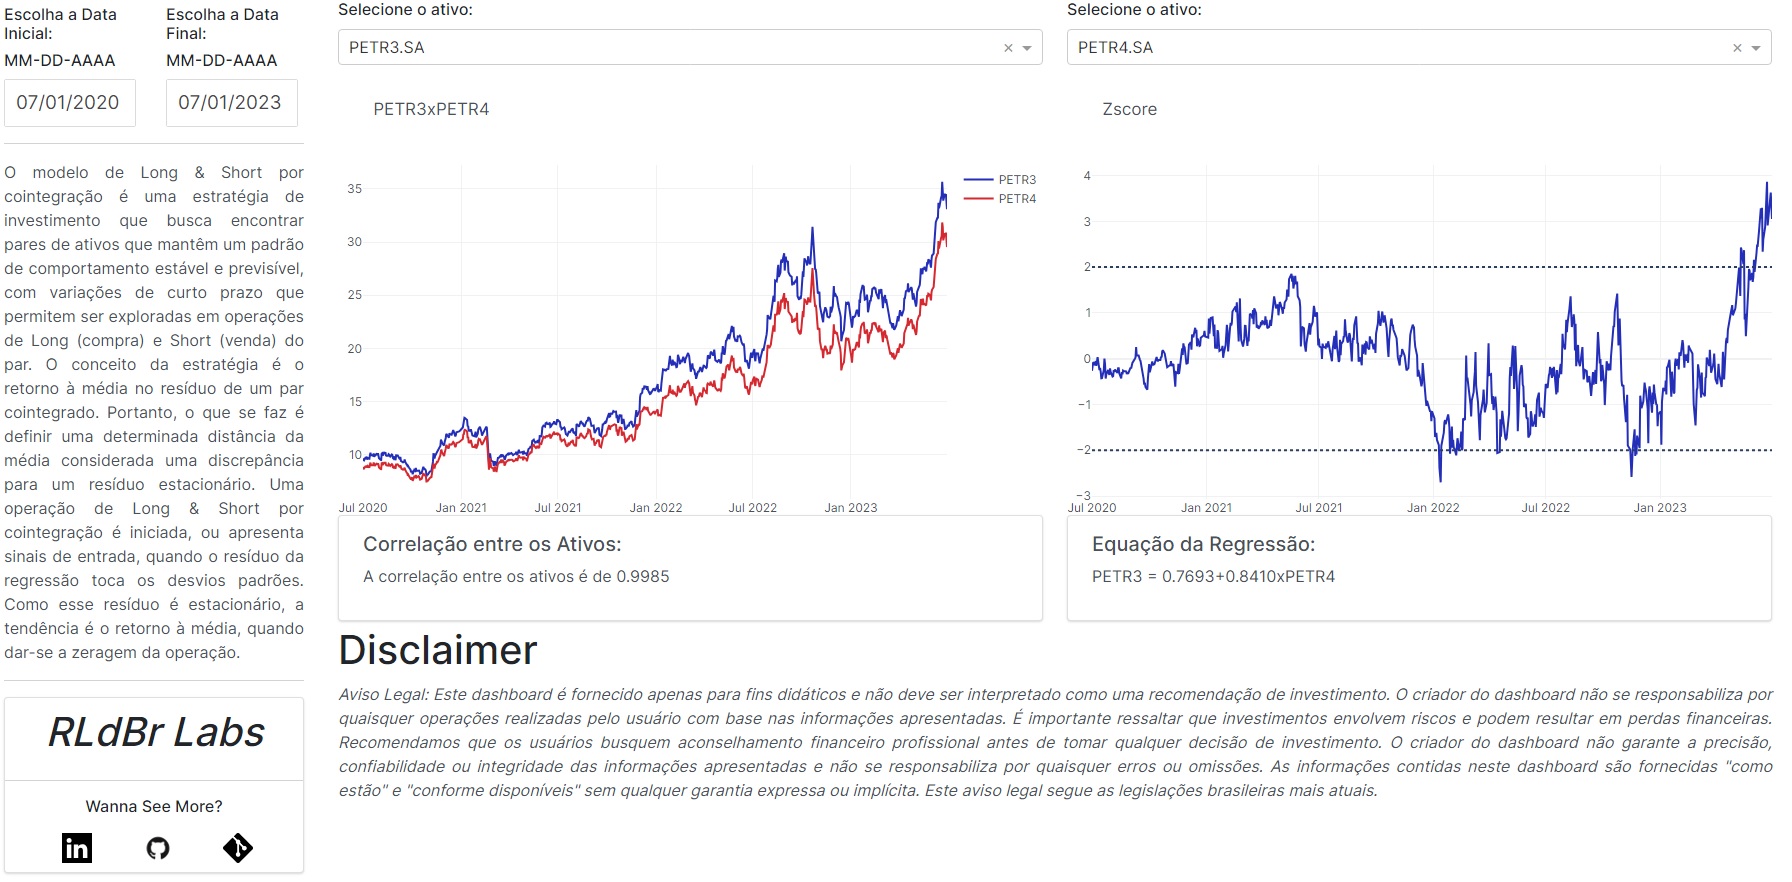 Escolha a Data
Inicial:
MM-DD-AAAA
07/01/2020
Escolha a Data
Final:
MM-DD-AAAA
07/01/2023
O modelo de Long & Short por
cointegração é uma estratégia de
investimento que busca encontrar
pares de ativos que mantêm um padrão
de comportamento estável e previsível,
com variações de curto prazo que
permitem ser exploradas em operações
de Long (compra) e Short (venda) do
par. O conceito da estratégia é o
retorno à média no resíduo de um par
cointegrado. Portanto, o que se faz é
definir uma determinada distância da
média considerada uma discrepância
para um resíduo estacionário. Uma
operação de Long & Short por
cointegração é iniciada, ou apresenta
sinais de entrada, quando o resíduo da
regressão toca os desvios padrões.
Como esse resíduo é estacionário, a
tendência é o retorno à média, quando
dar-se a zeragem da operação.
RLdBr Labs
Wanna See More?
in
Selecione o ativo:
PETR3.SA
PETR3xPETR4
35
30
25
20
15
10
Jul 2020 Jan 2021 Jul 2021 Jan 2022 Jul 2022 Jan 2023
PETR3
PETR4
Correlação entre os Ativos:
A correlação entre os ativos é de 0.9985
Selecione o ativo:
PETR4.SA
Zscore
4
3
2
1
0
−1
−2
−3
Jul 2020 Jan 2021 Jul 2021 Jan 2022 Jul 2022 Jan 2023
Equação da Regressão:
PETR3 = 0.7693+0.8410xPETR4
Disclaimer
Aviso Legal: Este dashboard é fornecido apenas para fins didáticos e não deve ser interpretado como uma recomendação de investimento. O criador do dashboard não se responsabiliza por
quaisquer operações realizadas pelo usuário com base nas informações apresentadas. É importante ressaltar que investimentos envolvem riscos e podem resultar em perdas financeiras.
Recomendamos que os usuários busquem aconselhamento financeiro profissional antes de tomar qualquer decisão de investimento. O criador do dashboard não garante a precisão,
confiabilidade ou integridade das informações apresentadas e não se responsabiliza por quaisquer erros ou omissões. As informações contidas neste dashboard são fornecidas "como
estão" e "conforme disponíveis" sem qualquer garantia expressa ou implícita. Este aviso legal segue as legislações brasileiras mais atuais.